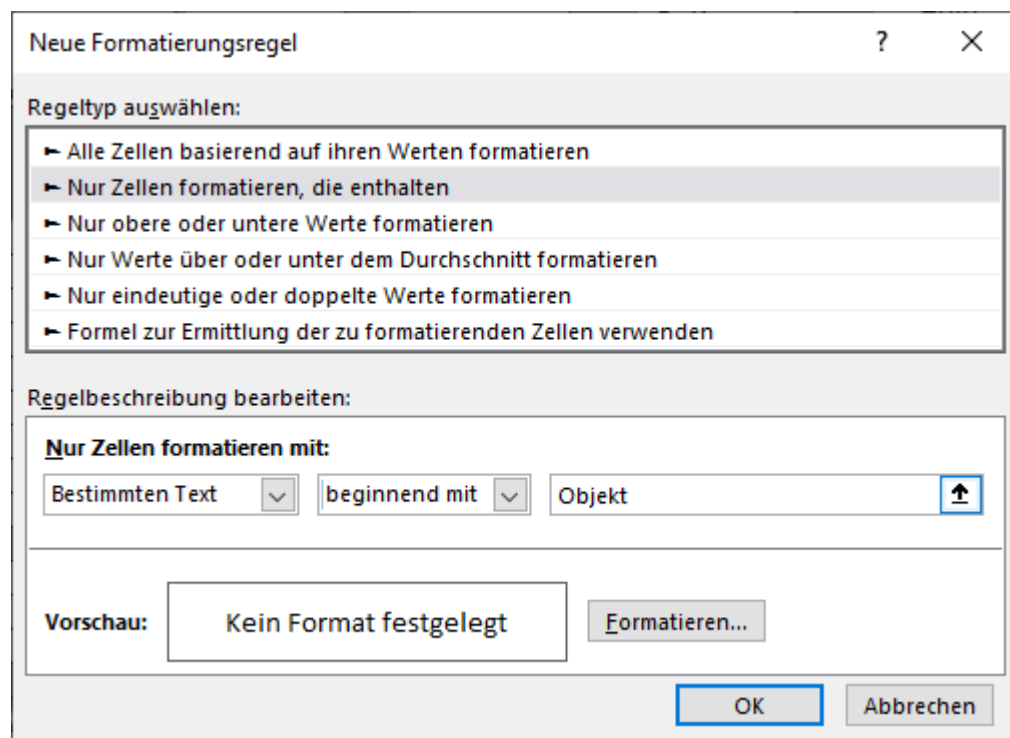 Neue Formatierungsregel ?
Regeltyp auswählen:
► Alle Zellen basierend auf ihren Werten formatieren
► Nur Zellen formatieren, die enthalten
► Nur obere oder untere Werte formatieren
► Nur Werte über oder unter dem Durchschnitt formatieren
► Nur eindeutige oder doppelte Werte formatieren
► Formel zur Ermittlung der zu formatierenden Zellen verwenden
Regelbeschreibung bearbeiten:
Nur Zellen formatieren mit:
Bestimmten Text beginnend mit Objekt
Vorschau: Kein Format festgelegt Formatieren...
OK Abbrechen